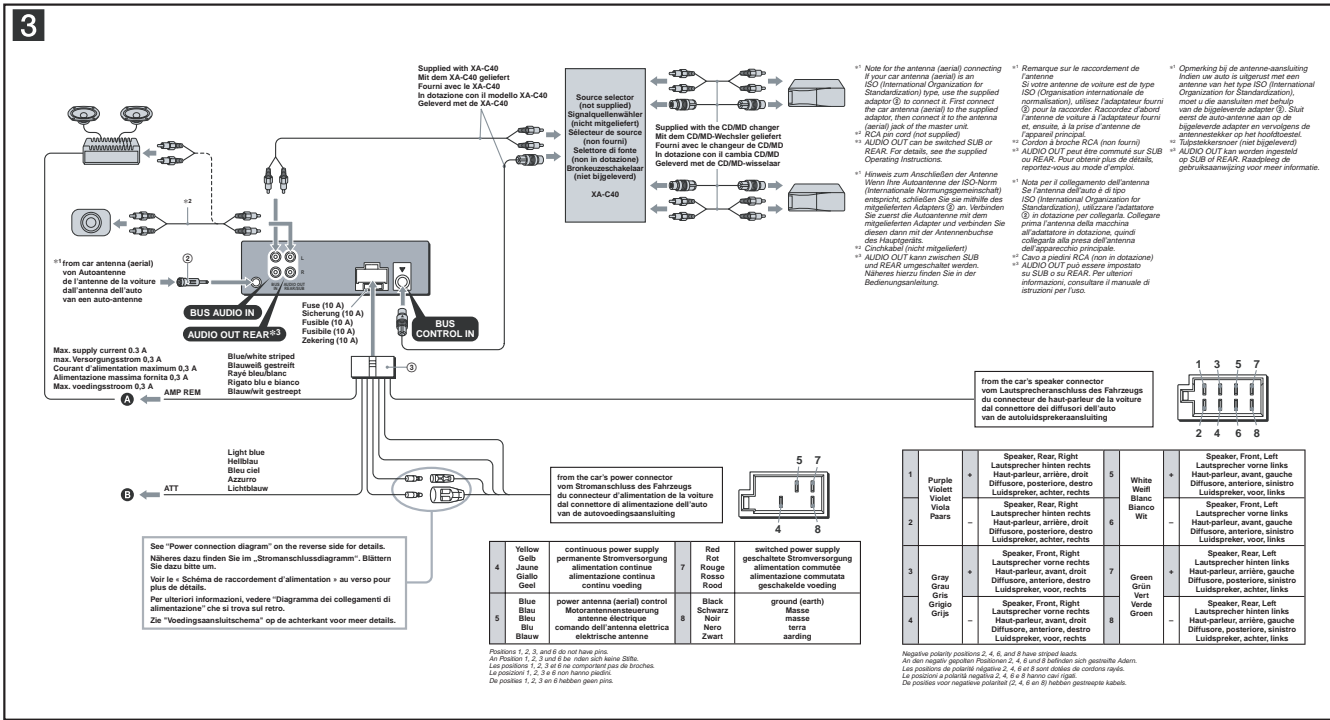 3
Supplied with XA-C40
Mit dem XA-C40 geliefert
Fourni avec le XA-C40
In dotazione con il modello XA-C40
Geleverd met de XA-C40
Source selector
(not supplied)
Signalquellenwähler
(nicht mitgeliefert)
Sélecteur de source
(non fourni)
Selettore di fonte
(non in dotazione)
Bronkeuzeschakelaar
(niet bijgeleverd)
XA-C40
Supplied with the CD/MD changer
Mit dem CD/MD-Wechsler geliefert
Fourni avec le changeur de CD/MD
In dotazione con il cambia CD/MD
Geleverd met de CD/MD-wisselaar
*1 Note for the antenna (aerial) connecting
If your car antenna (aerial) is an
ISO (International Organization for
Standardization) type, use the supplied
adaptor ② to connect it. First connect
the car antenna (aerial) to the supplied
adaptor, then connect it to the antenna
(aerial) jack of the master unit.
*2 RCA pin cord (not supplied)
*3 AUDIO OUT can be switched SUB or
REAR. For details, see the supplied
Operating Instructions.
*1 Hinweis zum Anschließen der Antenne
Wenn Ihre Autoantenne der ISO-Norm
(Internationale Normungsgemeinschaft)
entspricht, schließen Sie sie mithilfe des
mitgelieferten Adapters ② an. Verbinden
Sie zuerst die Autoantenne mit dem
mitgelieferten Adapter und verbinden Sie
diesen dann mit der Antennenbuchse
des Hauptgeräts.
*2 Cinchkabel (nicht mitgeliefert)
*3 AUDIO OUT kann zwischen SUB
und REAR umgeschaltet werden.
Näheres hierzu finden Sie in der
Bedienungsanleitung.
*1 Remarque sur le raccordement de
l'antenne
Si votre antenne de voiture est de type
ISO (Organisation internationale de
normalisation), utilisez l'adaptateur fourni
② pour la raccorder. Raccordez d'abord
l'antenne de voiture à l'adaptateur fourni
et, ensuite, à la prise d'antenne de
l'appareil principal.
*2 Cordon à broche RCA (non fourni)
*3 AUDIO OUT peut être commuté sur SUB
ou REAR. Pour obtenir de plus détails,
reportez-vous au mode d'emploi.
*1 Nota per il collegamento dell'antenna
Se l'antenna dell'auto è di tipo
ISO (International Organization for
Standardization), utilizzare l'adattatore
② in dotazione per collegarla. Collegare
prima l'antenna della macchina
all'adattatore in dotazione, quindi
collegarla alla presa dell'antenna
dell'apparecchio principale.
*2 Cavo a piedini RCA (non in dotazione)
*3 AUDIO OUT può essere impostato
su SUB o su REAR. Per ulteriori
informazioni, consultare il manuale di
istruzioni per l'uso.
*1 Opmerking bij de antenne-aansluiting
Indien uw auto is uitgerust met een
antenne van het type ISO (International
Organization for Standardization),
moet u die aansluiten met behulp
van de bijgeleverde adapter ②. Sluit
eerst de auto-antenne aan op de
bijgeleverde adapter en vervolgens de
antennestekker op het hoofdtoestel.
*2 Tulpstekkersnoer (niet bijgeleverd)
*3 AUDIO OUT kan worden ingesteld
op SUB of REAR. Raadpleeg de
gebruiksaanwijzing voor meer informatie.
*2
*1 from car antenna (aerial)
von Autoantenne
de l'antenne de la voiture
dall'antenna dell'auto
van een auto-antenne
②
L
R
BUS AUDIO IN
AUDIO OUT REAR/SUB
BUS AUDIO IN
AUDIO OUT REAR*3
Fuse (10 A)
Sicherung (10 A)
Fusible (10 A)
Fusibile (10 A)
Zekering (10 A)
BUS
CONTROL IN
Max. supply current 0.3 A
max. Versorgungsstrom 0,3 A
Courant d'alimentation maximum 0,3 A
Alimentazione massima fornita 0,3 A
Max. voedingsstroom 0,3 A
Blue/white striped
Blauweiß gestreift
Rayé bleu/blanc
Rigato blu e bianco
Blauw/wit gestreept
③
A
AMP REM
Light blue
Hellblau
Bleu ciel
Azzurro
Lichtblauw
B
ATT
from the car's speaker connector
vom Lautsprecheranschluss des Fahrzeugs
du connecteur de haut-parleur de la voiture
dal connettore dei diffusori dell'auto
van de autoluidsprekeraansluiting
1 3 5 7
2 4 6 8
from the car's power connector
vom Stromanschluss des Fahrzeugs
du connecteur d'alimentation de la voiture
dal connettore di alimentazione dell'auto
van de autovoedingsaansluiting
5 7
4 8
See "Power connection diagram" on the reverse side for details.
Näheres dazu finden Sie im „Stromanschlussdiagramm“. Blättern
Sie dazu bitte um.
Voir le « Schéma de raccordement d'alimentation » au verso pour
plus de détails.
Per ulteriori informazioni, vedere "Diagramma dei collegamenti di
alimentazione" che si trova sul retro.
Zie "Voedingsaansluitschema" op de achterkant voor meer details.
4
Yellow
Gelb
Jaune
Giallo
Geel
continuous power supply
permanente Stromversorgung
alimentation continue
alimentazione continua
continu voeding
7
Red
Rot
Rouge
Rosso
Rood
switched power supply
geschaltete Stromversorgung
alimentation commutée
alimentazione commutata
geschakelde voeding
5
Blue
Blau
Bleu
Blu
Blauw
power antenna (aerial) control
Motorantennensteuerung
antenne électrique
comando dell'antenna elettrica
elektrische antenne
8
Black
Schwarz
Noir
Nero
Zwart
ground (earth)
Masse
masse
terra
aarding
Positions 1, 2, 3, and 6 do not have pins.
An Position 1, 2, 3 und 6 be nden sich keine Stifte.
Les positions 1, 2, 3 et 6 ne comportent pas de broches.
Le posizioni 1, 2, 3 e 6 non hanno piedini.
De posities 1, 2, 3 en 6 hebben geen pins.
1
Purple
Violett
Violet
Viola
Paars
+
Speaker, Rear, Right
Lautsprecher hinten rechts
Haut-parleur, arrière, droit
Diffusore, posteriore, destro
Luidspreker, achter, rechts
5
White
Weiß
Blanc
Bianco
Wit
+
Speaker, Front, Left
Lautsprecher vorne links
Haut-parleur, avant, gauche
Diffusore, anteriore, sinistro
Luidspreker, voor, links
2
–
Speaker, Rear, Right
Lautsprecher hinten rechts
Haut-parleur, arrière, droit
Diffusore, posteriore, destro
Luidspreker, achter, rechts
6
–
Speaker, Front, Left
Lautsprecher vorne links
Haut-parleur, avant, gauche
Diffusore, anteriore, sinistro
Luidspreker, voor, links
3
Gray
Grau
Gris
Grigio
Grijs
+
Speaker, Front, Right
Lautsprecher vorne rechts
Haut-parleur, avant, droit
Diffusore, anteriore, destro
Luidspreker, voor, rechts
7
Green
Grün
Vert
Verde
Groen
+
Speaker, Rear, Left
Lautsprecher hinten links
Haut-parleur, arrière, gauche
Diffusore, posteriore, sinistro
Luidspreker, achter, links
4
–
Speaker, Front, Right
Lautsprecher vorne rechts
Haut-parleur, avant, droit
Diffusore, anteriore, destro
Luidspreker, voor, rechts
8
–
Speaker, Rear, Left
Lautsprecher hinten links
Haut-parleur, arrière, gauche
Diffusore, posteriore, sinistro
Luidspreker, achter, links
Negative polarity positions 2, 4, 6, and 8 have striped leads.
An den negativ gepolten Positionen 2, 4, 6 und 8 befinden sich gestreifte Adern.
Les positions de polarité négative 2, 4, 6 et 8 sont dotées de cordons rayés.
Le posizioni a polarità negativa 2, 4, 6 e 8 hanno cavi rigati.
De posities voor negatieve polariteit (2, 4, 6 en 8) hebben gestreepte kabels.